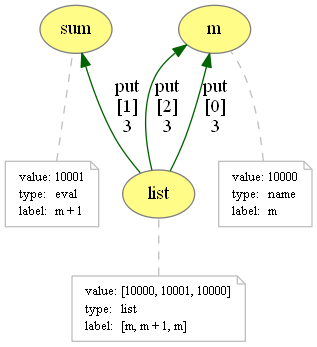 sum
m
put
[1]
3
put
[2]
3
put
[0]
3
value: 10001
type: eval
label: m + 1
list
value: 10000
type: name
label: m
value: [10000, 10001, 10000]
type: list
label: [m, m + 1, m]